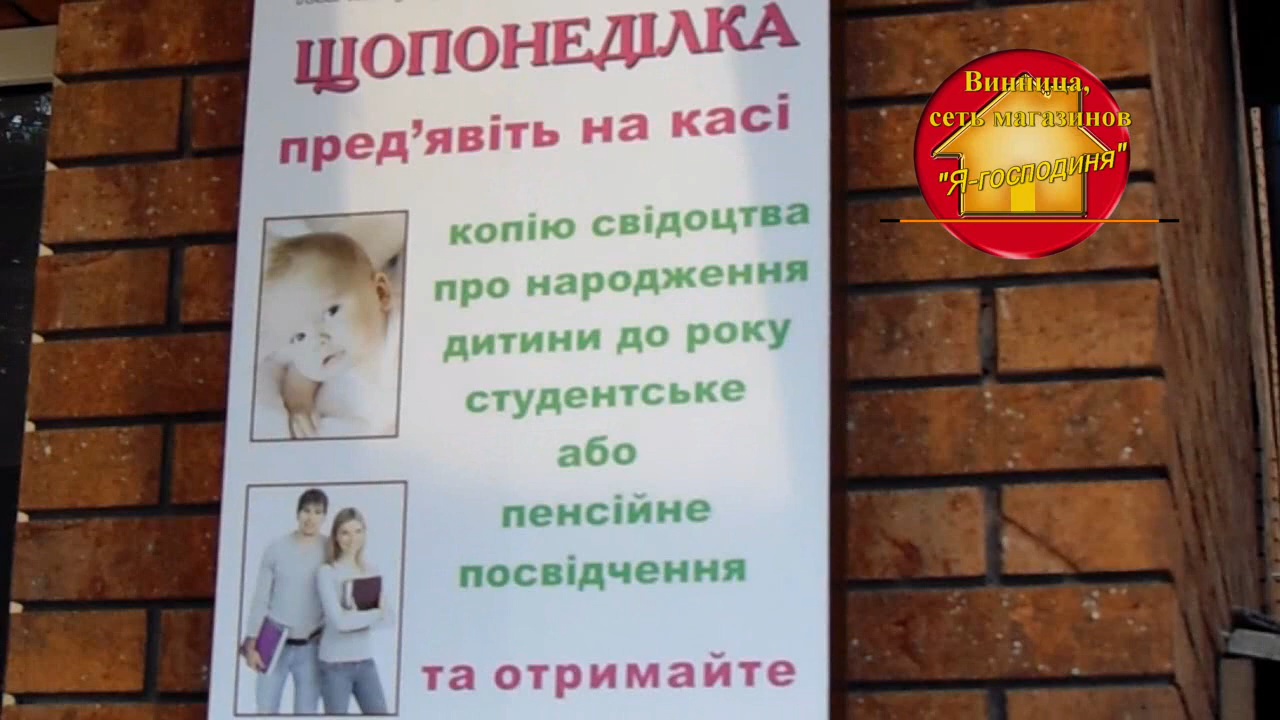 ЩОПОНЕДІЛКА
пред’явіть на касі
копію свідоцтва
про народження
дитини до року
студентське
або
пенсійне
посвідчення
та отримайте
Винница,
сеть магазинов
"Я-господиня"